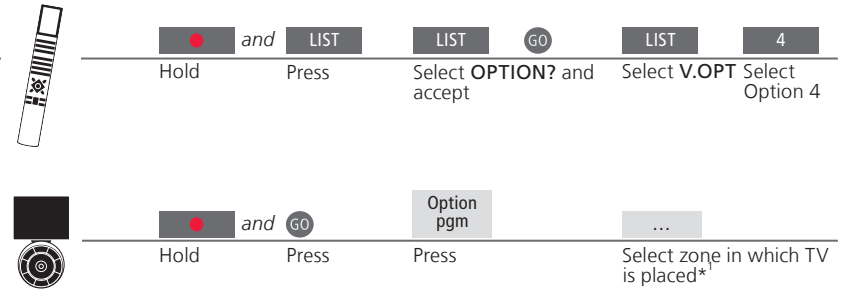 and LIST LIST GO LIST 4
Hold Press Select OPTION? and accept Select V.OPT Select Option 4
and GO Option pgm ...
Hold Press Press Select zone in which TV is placed*1